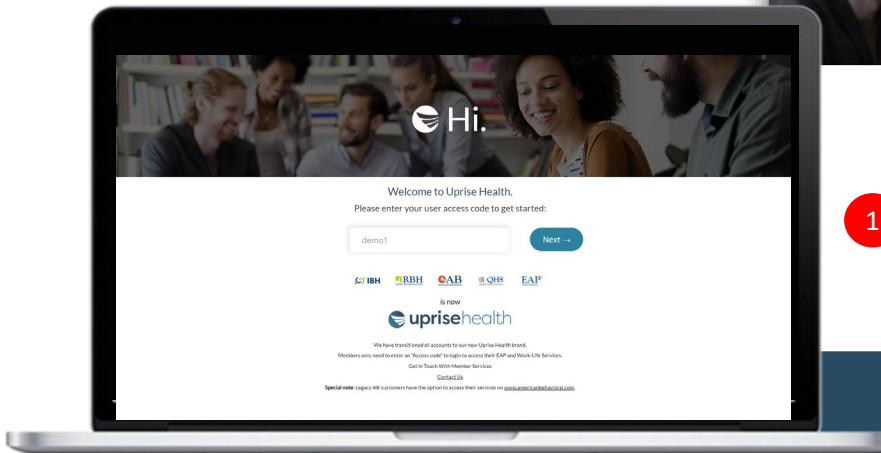 Hi.
Welcome to Uprise Health.
Please enter your user access code to get started:
demo1
Next →
IBH RBH AB QHS EAP
is now
uprisehealth
We have transitioned all accounts to our new Uprise Health brand.
Members only need to enter an "Access code" to login to access their EAP and Work-Life Services.
Get in Touch With Member Services
Contact Us
Special note: Legacy AB customers have the option to access their services on www.americanbehavioral.com.
1